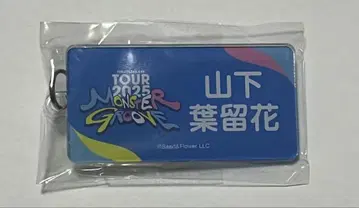 TOUR
2025
MONSTER
GROOVE
山下
葉留花
©Seed & Flower LLC